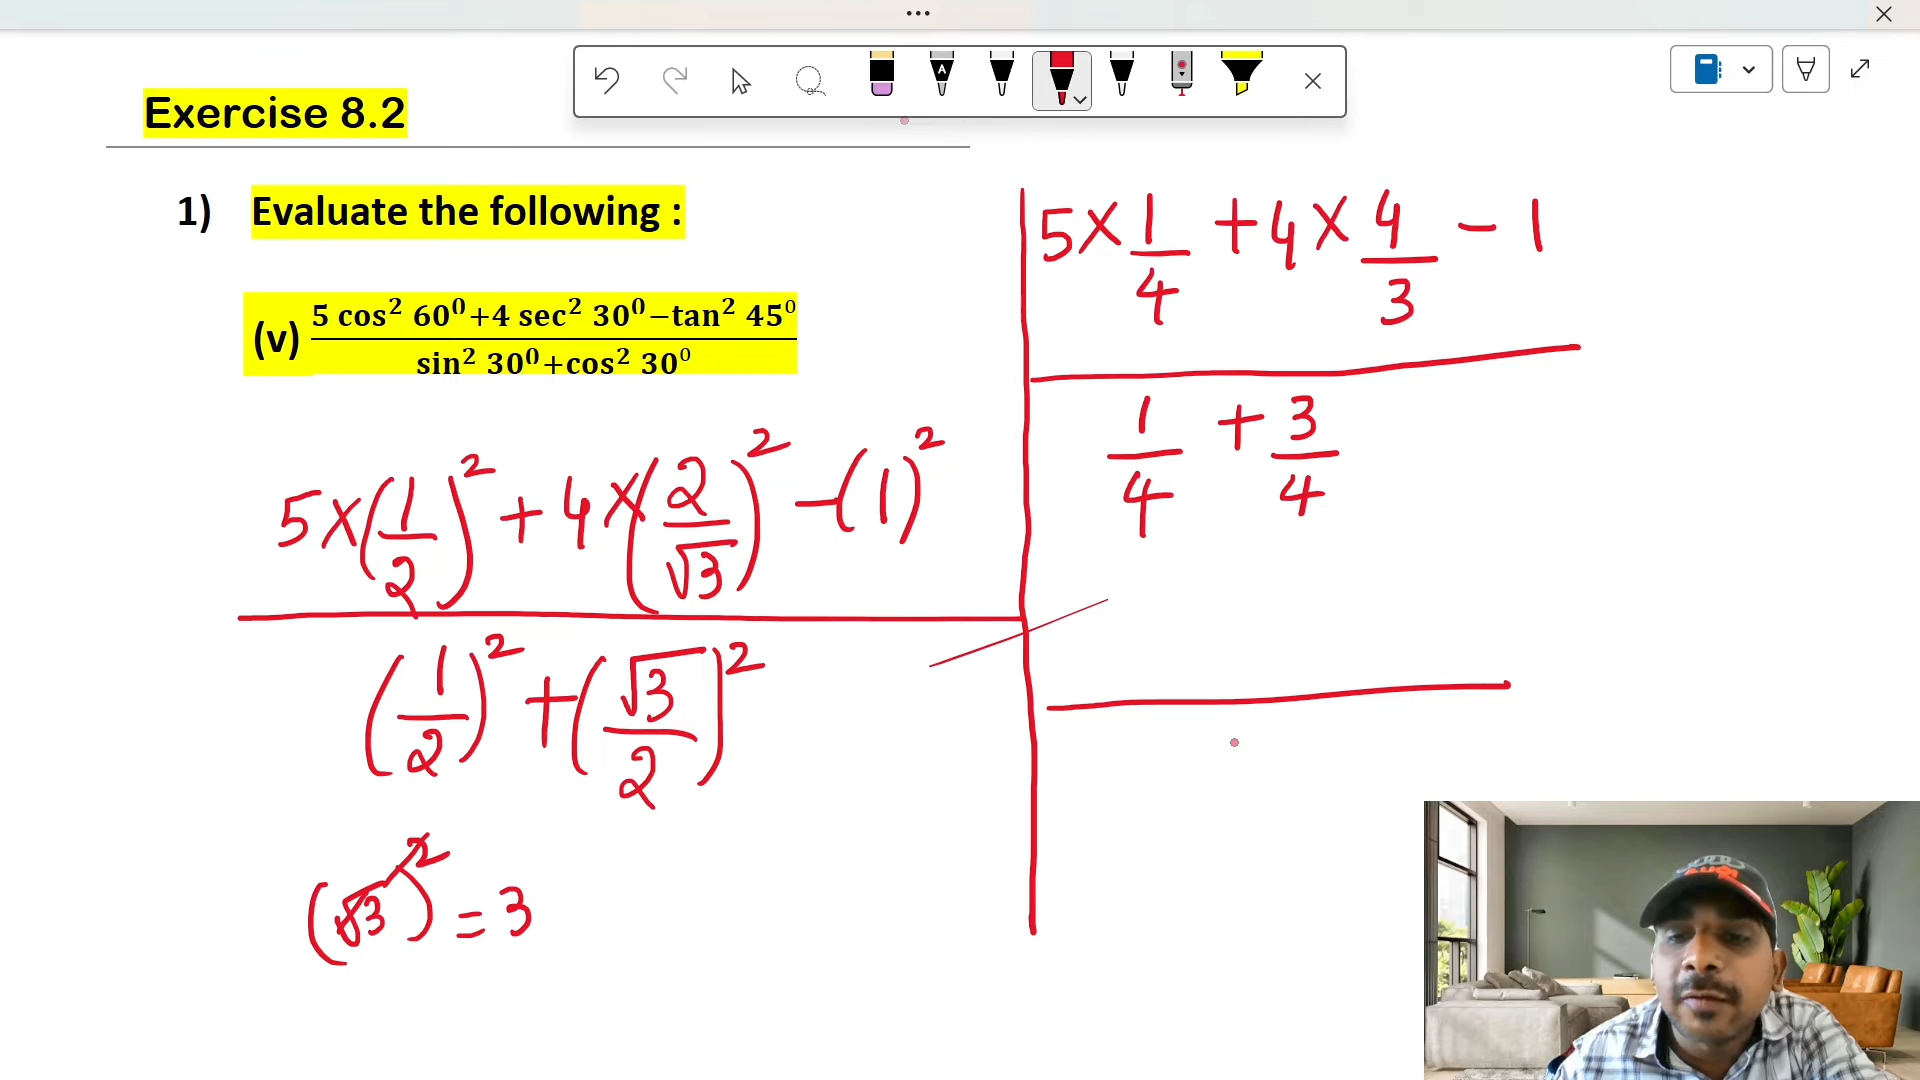 Exercise 8.2
1) Evaluate the following :
(v) 5 cos² 60⁰+4 sec² 30⁰−tan² 45⁰
sin² 30⁰+cos² 30⁰
5×(1/2)² + 4×(2/√3)² −(1)²
(1/2)² + (√3/2)²
(√3)² = 3
5×1/4 + 4×4/3 − 1
1/4 + 3/4